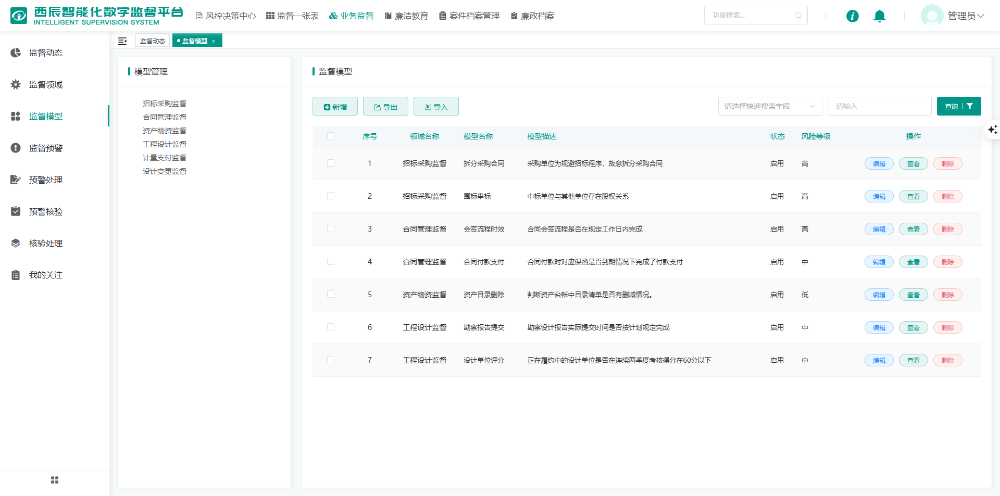 西辰智能化数字监督平台
INTELLIGENT SUPERVISION SYSTEM
风控决策中心 监督一张表 业务监督 廉洁教育 案件档案管理 廉政档案
功能搜索...
管理员
监督动态 监督模型 ×
监督动态
监督领域
监督模型
监督预警
预警处理
预警核验
核验处理
我的关注
模型管理
招标采购监督
合同管理监督
资产物资监督
工程设计监督
计量支付监督
设计变更监督
监督模型
新增 导出 导入 请选择快速搜索字段 请输入 查询
序号 领域名称 模型名称 模型描述 状态 风险等级 操作
1 招标采购监督 拆分采购合同 采购单位为规避招标程序，故意拆分采购合同 启用 高 编辑 查看 删除
2 招标采购监督 围标串标 中标单位与其他单位存在股权关系 启用 高 编辑 查看 删除
3 合同管理监督 会签流程时效 合同会签流程是否在规定工作日内完成 启用 高 编辑 查看 删除
4 合同管理监督 合同付款支付 合同付款时对应保函是否到期情况下完成了付款支付 启用 中 编辑 查看 删除
5 资产物资监督 资产目录删除 判断资产台帐中目录清单是否有删减情况。 启用 低 编辑 查看 删除
6 工程设计监督 勘察报告提交 勘察设计报告实际提交时间是否按计划规定完成 启用 中 编辑 查看 删除
7 工程设计监督 设计单位评分 正在履约中的设计单位是否在连续两季度考核得分在60分以下 启用 中 编辑 查看 删除